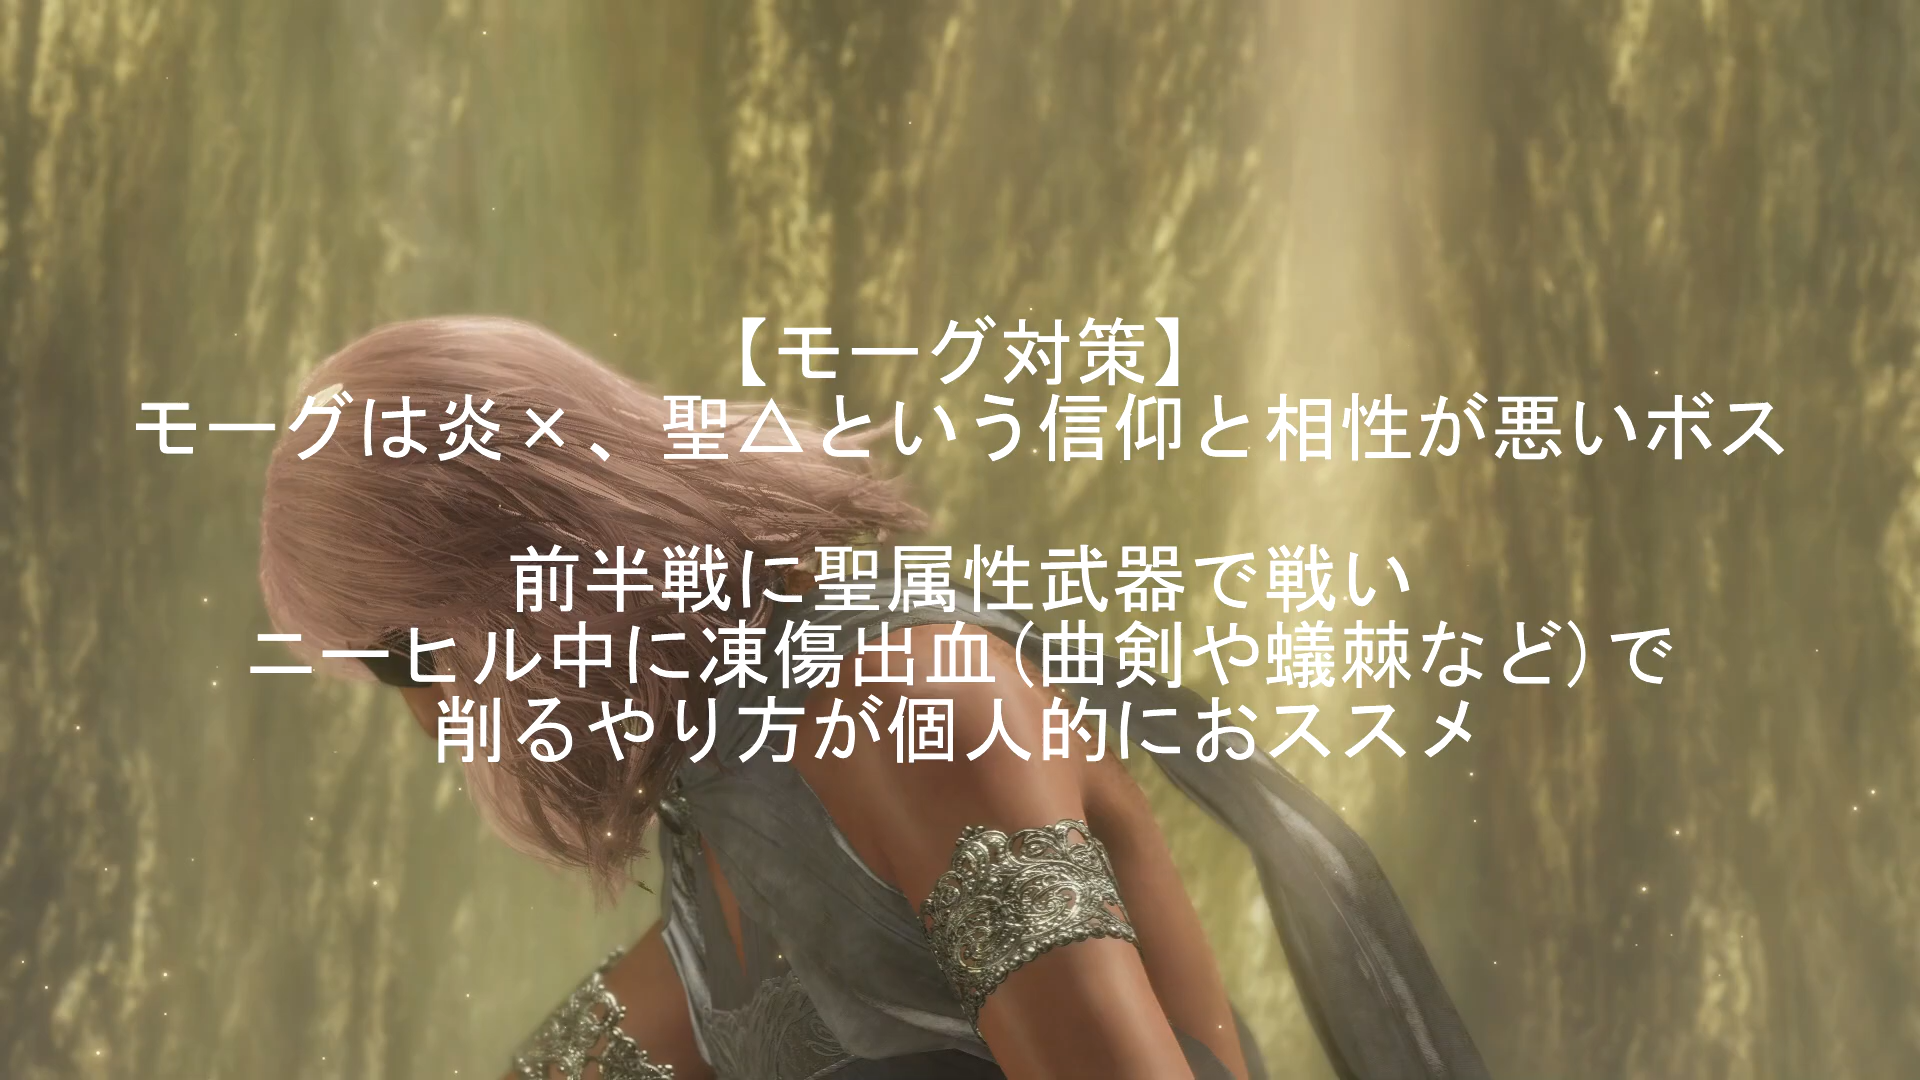 【モーグ対策】
モーグは炎×、聖△という信仰と相性が悪いボス
前半戦に聖属性武器で戦い
ニーヒル中に凍傷出血(曲剣や蟻棘など)で
削るやり方が個人的におススメ